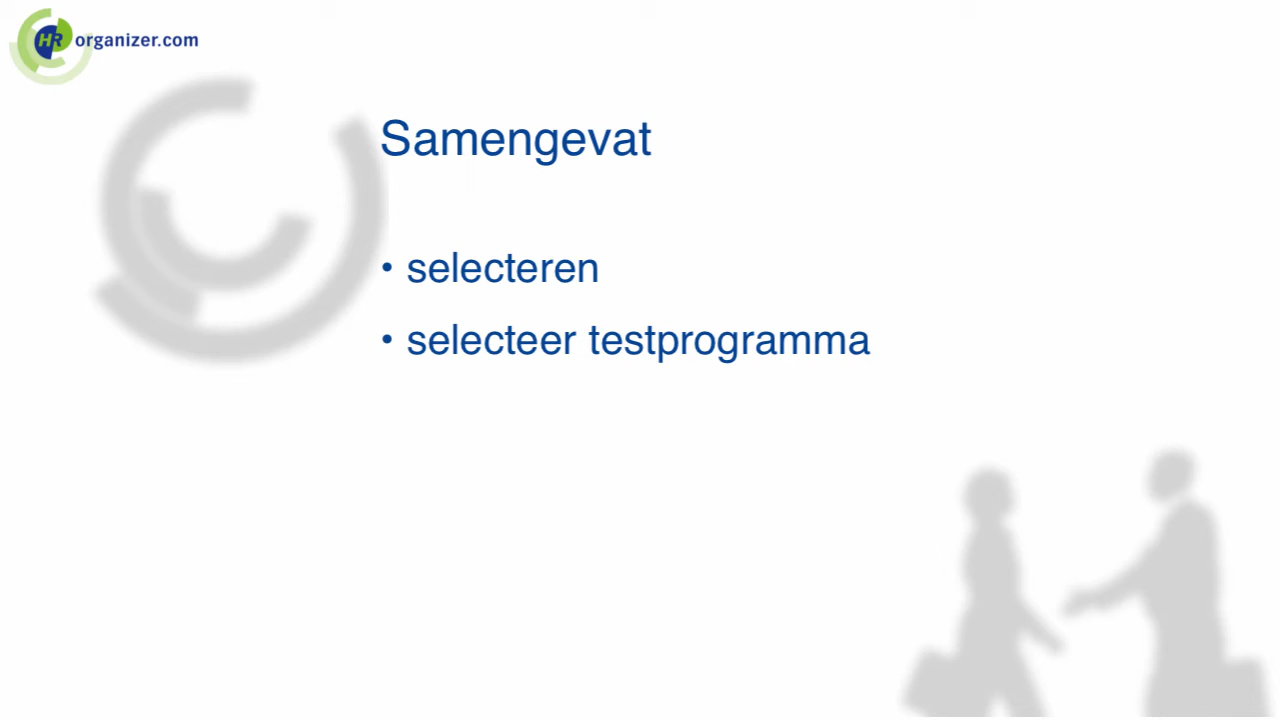 HR organizer.com
Samengevat
• selecteren
• selecteer testprogramma